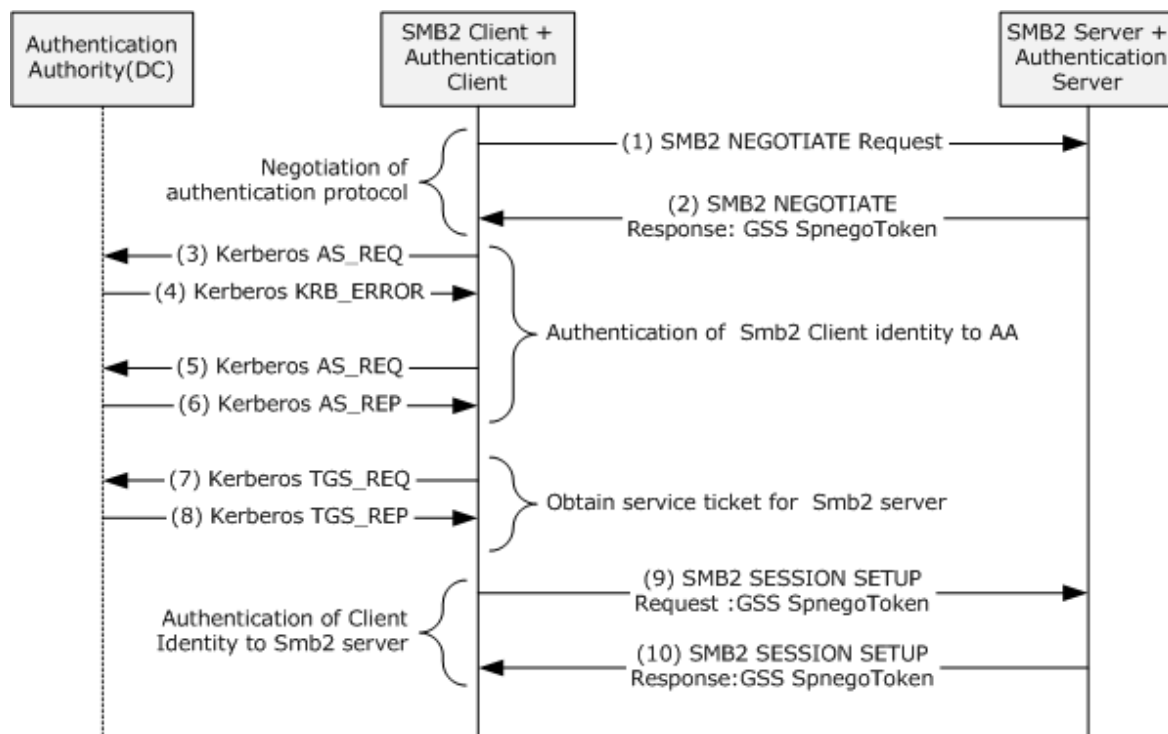 Authentication
Authority(DC)
SMB2 Client +
Authentication
Client
SMB2 Server +
Authentication
Server
(1) SMB2 NEGOTIATE Request
Negotiation of
authentication protocol
(2) SMB2 NEGOTIATE
Response: GSS SpnegoToken
(3) Kerberos AS_REQ
(4) Kerberos KRB_ERROR
Authentication of Smb2 Client identity to AA
(5) Kerberos AS_REQ
(6) Kerberos AS_REP
(7) Kerberos TGS_REQ
Obtain service ticket for Smb2 server
(8) Kerberos TGS_REP
(9) SMB2 SESSION SETUP
Request :GSS SpnegoToken
Authentication of Client
Identity to Smb2 server
(10) SMB2 SESSION SETUP
Response:GSS SpnegoToken